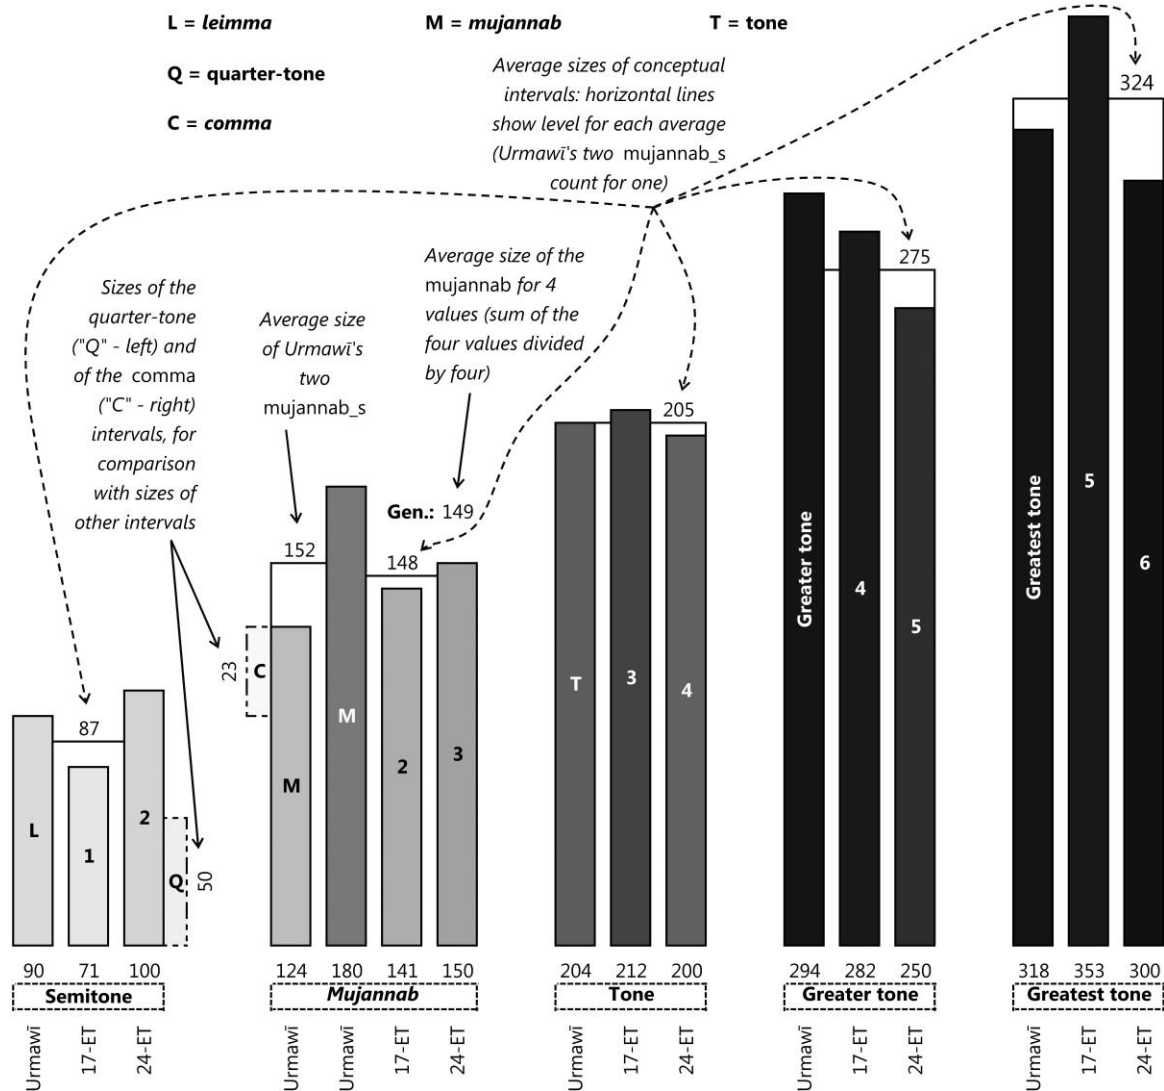 L = leimma
M = mujannab
T = tone
Q = quarter-tone
C = comma
Average sizes of conceptual
intervals: horizontal lines
show level for each average
(Urmawī's two mujannab_s
count for one)
324
275
Sizes of the
quarter-tone
("Q" - left) and
of the comma
("C" - right)
intervals, for
comparison
with sizes of
other intervals
Average size
of Urmawī's
two
mujannab_s
Average size of the
mujannab for 4
values (sum of the
four values divided
by four)
205
Gen.: 149
152
148
87
23
50
L
1
2
Q
C
M
M
2
3
T
3
4
Greater tone
4
5
Greatest tone
5
6
90 71 100
124 180 141 150
204 212 200
294 282 250
318 353 300
Semitone
Mujannab
Tone
Greater tone
Greatest tone
Urmawī
17-ET
24-ET
Urmawī
Urmawī
17-ET
24-ET
Urmawī
17-ET
24-ET
Urmawī
17-ET
24-ET
Urmawī
17-ET
24-ET